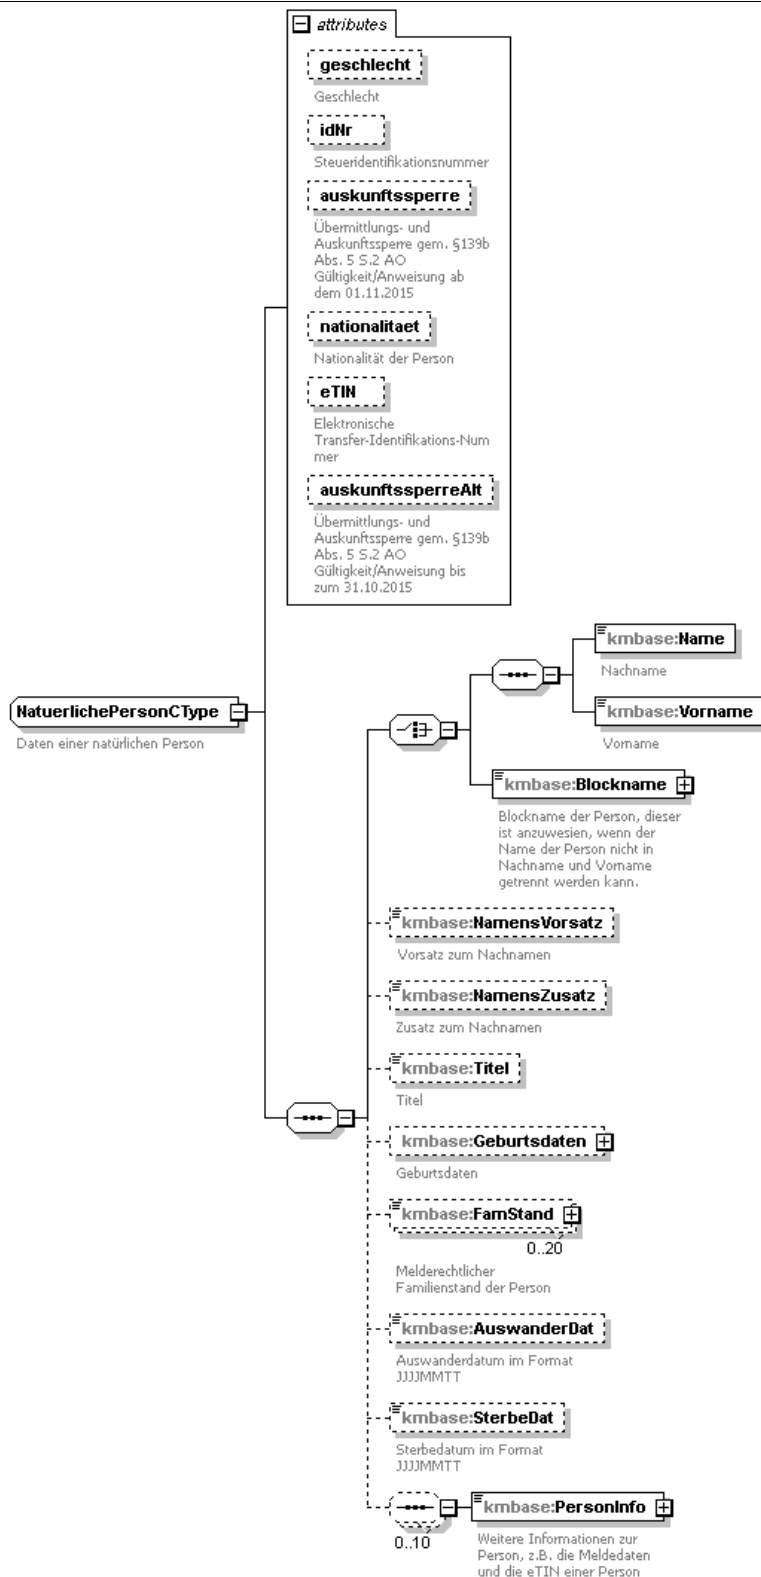 attributes
geschlecht
Geschlecht
idNr
Steueridentifikationsnummer
auskunftssperre
Übermittlungs- und
Auskunftssperre gem. §139b
Abs. 5 S.2 AO
Gültigkeit/Anweisung ab
dem 01.11.2015
nationalitaet
Nationalität der Person
eTIN
Elektronische
Transfer-Identifikations-Num
mer
auskunftssperreAlt
Übermittlungs- und
Auskunftssperre gem. §139b
Abs. 5 S.2 AO
Gültigkeit/Anweisung bis
zum 31.10.2015
NatuerlichePersonCType
Daten einer natürlichen Person
kmbase:Name
Nachname
kmbase:Vorname
Vorname
kmbase:Blockname
Blockname der Person, dieser
ist anzuwesien, wenn der
Name der Person nicht in
Nachname und Vorname
getrennt werden kann.
kmbase:NamensVorsatz
Vorsatz zum Nachnamen
kmbase:NamensZusatz
Zusatz zum Nachnamen
kmbase:Titel
Titel
kmbase:Geburtsdaten
Geburtsdaten
kmbase:FamStand
0..20
Melderechtlicher
Familienstand der Person
kmbase:AuswanderDat
Auswanderdatum im Format
JJJJMMTT
kmbase:SterbeDat
Sterbedatum im Format
JJJJMMTT
kmbase:PersonInfo
0..10
Weitere Informationen zur
Person, z.B. die Meldedaten
und die eTIN einer Person